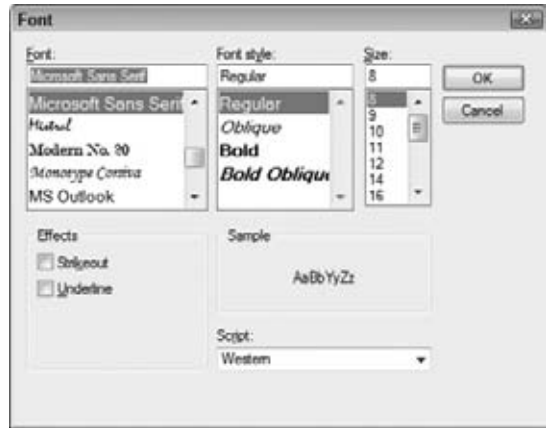 Font
Font:
Font style:
Size:
Microsoft Sans Serif
Regular
8
OK
Microsoft Sans Serif
Regular
8
Cancel
Mistral
Oblique
9
Modern No. 20
Bold
10
Monotype Corsiva
Bold Oblique
11
MS Outlook
12
14
16
Effects
Sample
Strikeout
Underline
AaBbYyZz
Script:
Western